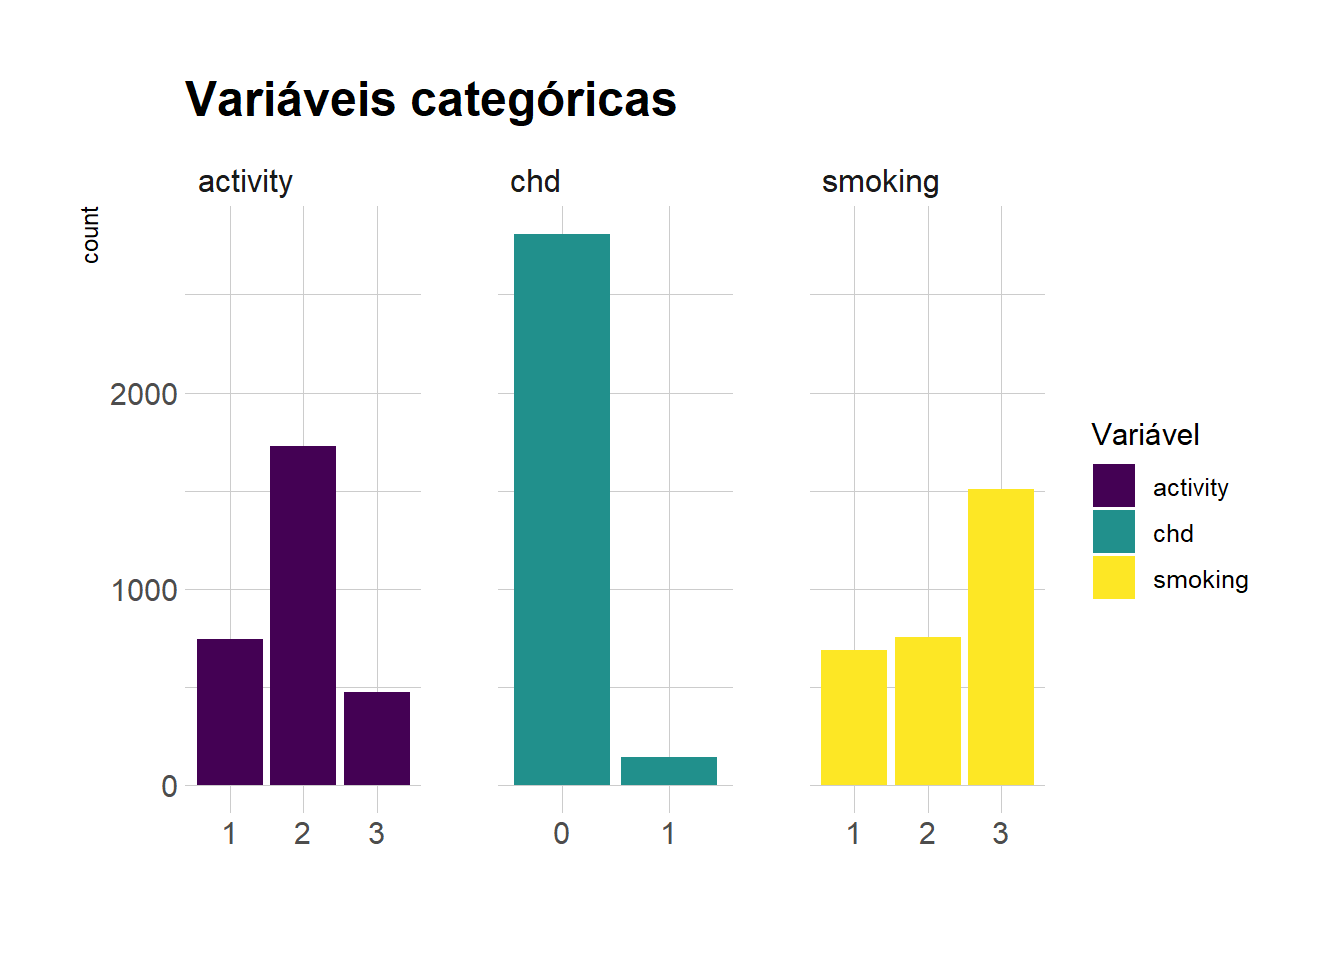 Variáveis categóricas
activity
chd
smoking
count
2000
1000
0
1 2 3
0 1
1 2 3
Variável
activity
chd
smoking